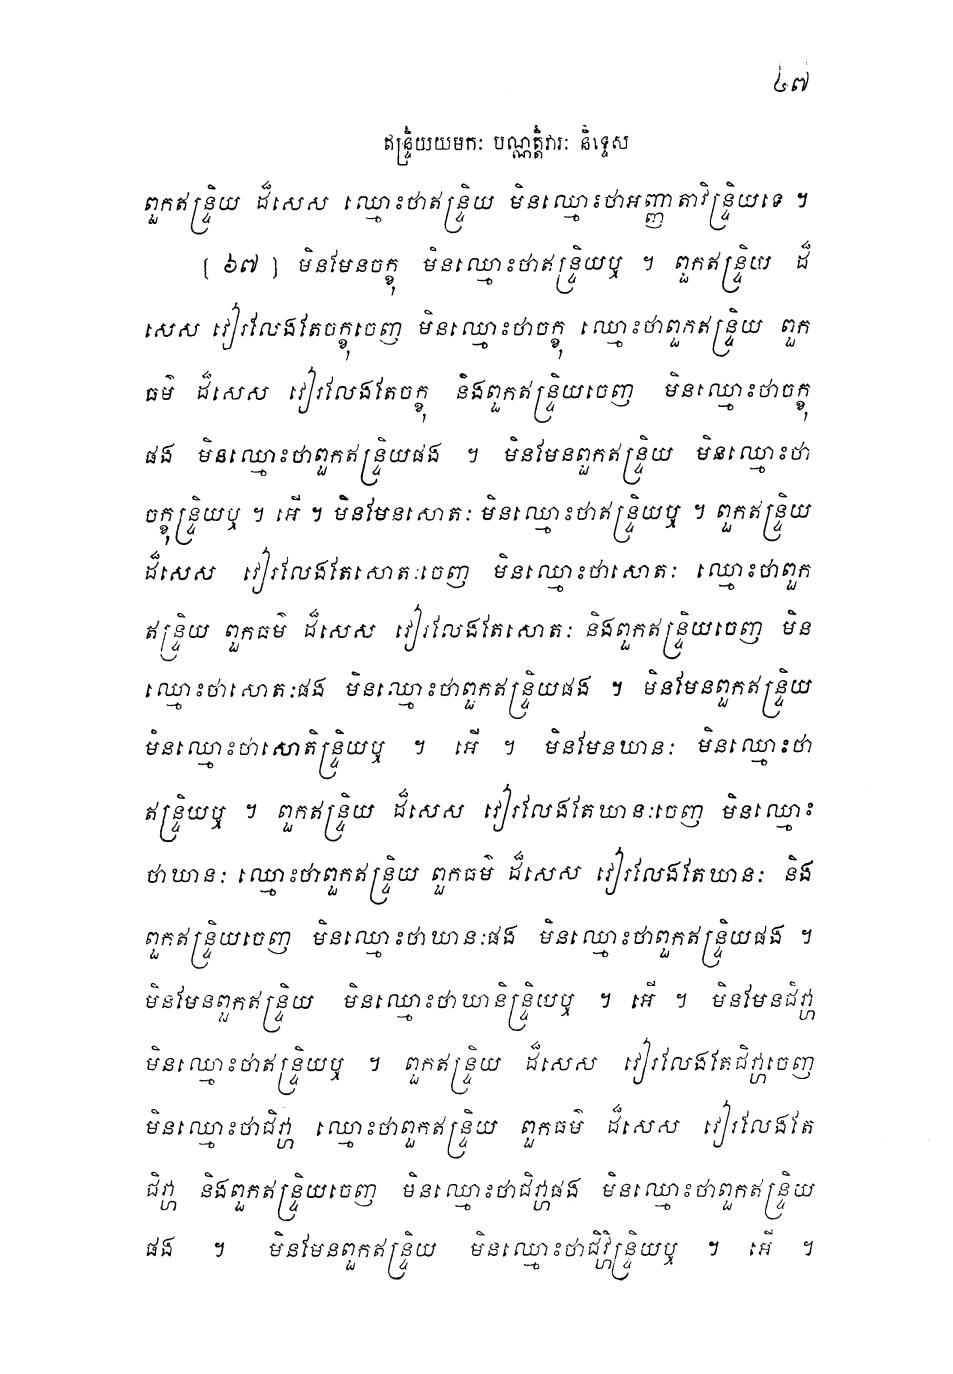 ៤៧
ឥន្ទ្រិយយមកៈ បណ្ណត្តិវារៈ និទ្ទេស
ពួកឥន្ទ្រិយ ដ៏សេស ឈ្មោះថាឥន្ទ្រិយ មិនឈ្មោះថាអញ្ញាតាវិន្ទ្រិយទេ ។
[ ៦៧ ] មិនមែនចក្ខុ មិនឈ្មោះថាឥន្ទ្រិយឬ ។ ពួកឥន្ទ្រិយ ដ៏
សេស វៀរលែងតែចក្ខុចេញ មិនឈ្មោះថាចក្ខុ ឈ្មោះថាពួកឥន្ទ្រិយ ពួក
ធម៌ ដ៏សេស វៀរលែងតែចក្ខុ និងពួកឥន្ទ្រិយចេញ មិនឈ្មោះថាចក្ខុ
ផង មិនឈ្មោះថាពួកឥន្ទ្រិយផង ។ មិនមែនពួកឥន្ទ្រិយ មិនឈ្មោះថា
ចក្ខុន្ទ្រិយឬ ។ អើ ។ មិនមែនសោតៈ មិនឈ្មោះថាឥន្ទ្រិយឬ ។ ពួកឥន្ទ្រិយ
ដ៏សេស វៀរលែងតែសោតៈចេញ មិនឈ្មោះថាសោតៈ ឈ្មោះថាពួក
ឥន្ទ្រិយ ពួកធម៌ ដ៏សេស វៀរលែងតែសោតៈ និងពួកឥន្ទ្រិយចេញ មិន
ឈ្មោះថាសោតៈផង មិនឈ្មោះថាពួកឥន្ទ្រិយផង ។ មិនមែនពួកឥន្ទ្រិយ
មិនឈ្មោះថាសោតិន្ទ្រិយឬ ។ អើ ។ មិនមែនឃានៈ មិនឈ្មោះថា
ឥន្ទ្រិយឬ ។ ពួកឥន្ទ្រិយ ដ៏សេស វៀរលែងតែឃានៈចេញ មិនឈ្មោះ
ថាឃានៈ ឈ្មោះថាពួកឥន្ទ្រិយ ពួកធម៌ ដ៏សេស វៀរលែងតែឃានៈ និង
ពួកឥន្ទ្រិយចេញ មិនឈ្មោះថាឃានៈផង មិនឈ្មោះថាពួកឥន្ទ្រិយផង ។
មិនមែនពួកឥន្ទ្រិយ មិនឈ្មោះថាឃានិន្ទ្រិយឬ ។ អើ ។ មិនមែនជិវ្ហា
មិនឈ្មោះថាឥន្ទ្រិយឬ ។ ពួកឥន្ទ្រិយ ដ៏សេស វៀរលែងតែជិវ្ហាចេញ
មិនឈ្មោះថាជិវ្ហា ឈ្មោះថាពួកឥន្ទ្រិយ ពួកធម៌ ដ៏សេស វៀរលែងតែ
ជិវ្ហា និងពួកឥន្ទ្រិយចេញ មិនឈ្មោះថាជិវ្ហាផង មិនឈ្មោះថាពួកឥន្ទ្រិយ
ផង ។ មិនមែនពួកឥន្ទ្រិយ មិនឈ្មោះថាជិវ្ហិន្ទ្រិយឬ ។ អើ ។